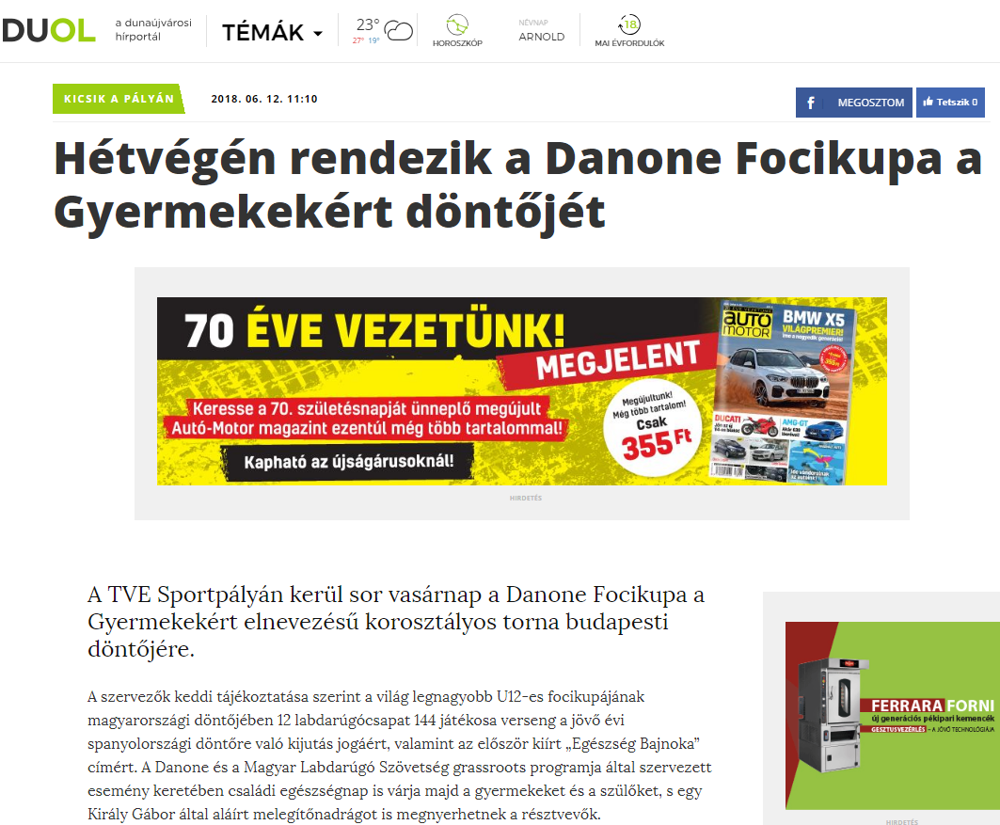 DUOL
a dunaújvárosi
hírportál
TÉMÁK
23°
27° 19°
HOROSZKÓP
NÉVNAP
ARNOLD
18
MAI ÉVFORDULÓK
KICSIK A PÁLYÁN
2018. 06. 12. 11:10
f MEGOSZTOM
Tetszik 0
Hétvégén rendezik a Danone Focikupa a
Gyermekekért döntőjét
70 ÉVE VEZETÜNK!
MEGJELENT
Keresse a 70. születésnapját ünneplő megújult
Autó-Motor magazint ezentúl még több tartalommal!
Kapható az újságárusoknál!
Megújultunk!
Még több tartalom!
Csak
355 Ft
70 ÉVE VEZETÜNK
AUTÓ
MOTOR
BMW X5
VILÁGPREMIER!
Íme a negyedik generáció!
DUCATI
AMG-GT
HIRDETÉS
A TVE Sportpályán kerül sor vasárnap a Danone Focikupa a
Gyermekekért elnevezésű korosztályos torna budapesti
döntőjére.
A szervezők keddi tájékoztatása szerint a világ legnagyobb U12-es focikupájának
magyarországi döntőjében 12 labdarúgócsapat 144 játékosa verseng a jövő évi
spanyolországi döntőre való kijutás jogáért, valamint az először kiírt „Egészség Bajnoka”
címért. A Danone és a Magyar Labdarúgó Szövetség grassroots programja által szervezett
esemény keretében családi egészségnap is várja majd a gyermekeket és a szülőket, s egy
Király Gábor által aláírt melegítőnadrágot is megnyerhetnek a résztvevők.
FERRARA FORNI
új generációs pékipari kemencék
GESZTUSVEZÉRLÉS – A JÖVŐ TECHNOLÓGIÁJA
HIRDETÉS